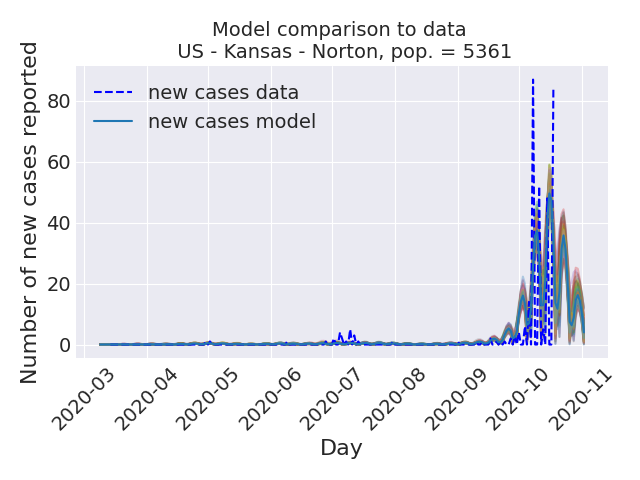 Model comparison to data
US - Kansas - Norton, pop. = 5361
Number of new cases reported
80
60
40
20
0
new cases data
new cases model
2020-03
2020-04
2020-05
2020-06
2020-07
2020-08
2020-09
2020-10
2020-11
Day